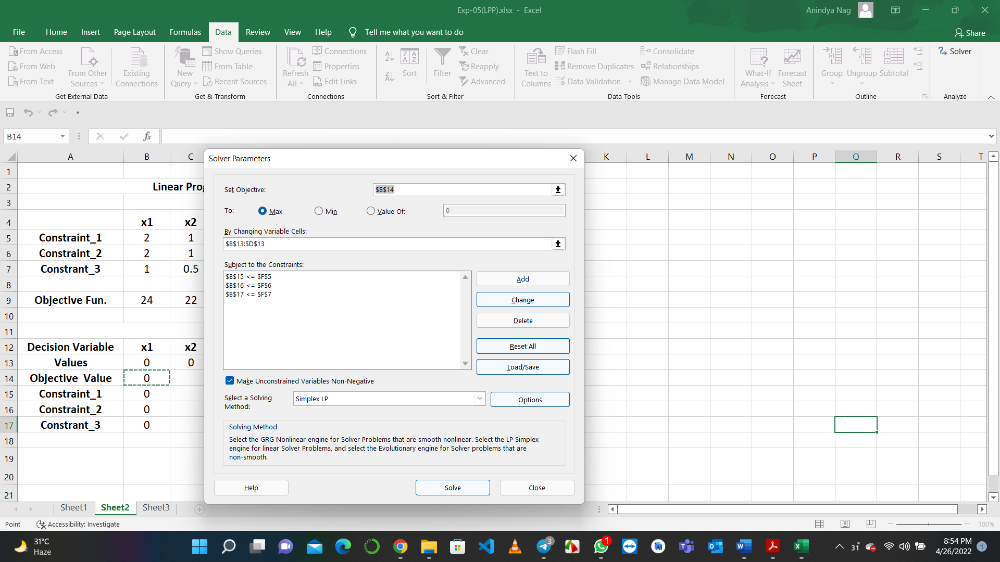 Exp-05(LPP).xlsx - Excel
Anindya Nag
File Home Insert Page Layout Formulas Data Review View Help Tell me what you want to do Share
From Access
From Web
From Text
From Other Sources
Existing Connections
Get External Data
New Query
Show Queries
From Table
Recent Sources
Get & Transform
Refresh All
Connections
Properties
Edit Links
Connections
Sort
Filter
Clear
Reapply
Advanced
Sort & Filter
Text to Columns
Flash Fill
Remove Duplicates
Data Validation
Consolidate
Relationships
Manage Data Model
Data Tools
What-If Analysis
Forecast Sheet
Forecast
Group
Ungroup
Subtotal
Outline
Solver
Analyze
B14
fx
A B C K L M N O P Q R S T
1
2 Linear Prog
3
4 x1 x2
5 Constraint_1 2 1
6 Constraint_2 2 1
7 Constrant_3 1 0.5
8
9 Objective Fun. 24 22
10
11
12 Decision Variable x1 x2
13 Values 0 0
14 Objective Value 0
15 Constraint_1 0
16 Constraint_2 0
17 Constrant_3 0
18
19
20
21
Solver Parameters
Set Objective: $B$14
To: Max Min Value Of: 0
By Changing Variable Cells:
$B$13:$D$13
Subject to the Constraints:
$B$15 <= $F$5
$B$16 <= $F$6
$B$17 <= $F$7
Add
Change
Delete
Reset All
Load/Save
Make Unconstrained Variables Non-Negative
Select a Solving Method:
Simplex LP
Options
Solving Method
Select the GRG Nonlinear engine for Solver Problems that are smooth nonlinear. Select the LP Simplex
engine for linear Solver Problems, and select the Evolutionary engine for Solver problems that are
non-smooth.
Help
Solve
Close
Sheet1 Sheet2 Sheet3
Point
Accessibility: Investigate
100%
31°C
Haze
3
1
8:54 PM
4/26/2022
1